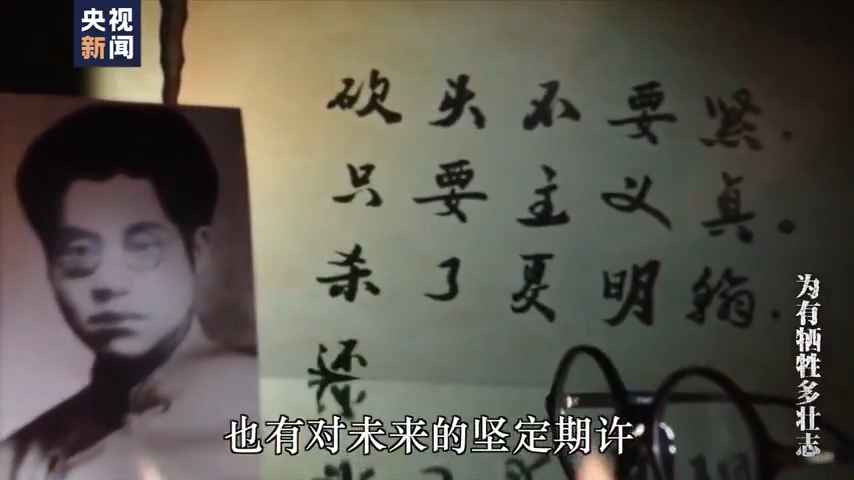 央视
新闻
砍头不要紧.
只要主义真。
杀了夏明翰.
还
为有牺牲多壮志
也有对未来的坚定期许